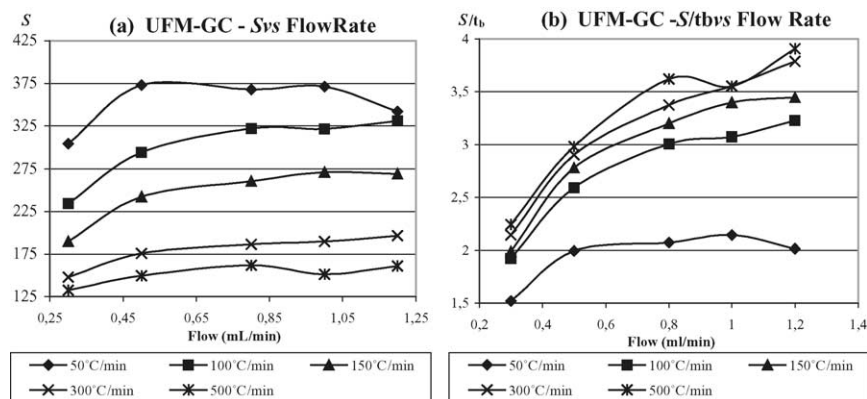 (a) UFM-GC - Svs FlowRate
S
425
375
325
275
225
175
125
0,25 0,45 0,65 0,85 1,05 1,25
Flow (mL/min)
50°C/min 100°C/min 150°C/min
300°C/min 500°C/min
(b) UFM-GC -S/tbvs Flow Rate
S/tb
4
3,5
3
2,5
2
1,5
0,2 0,4 0,6 0,8 1 1,2 1,4
Flow (ml/min)
50°C/min 100°C/min 150°C/min
300°C/min 500°C/min